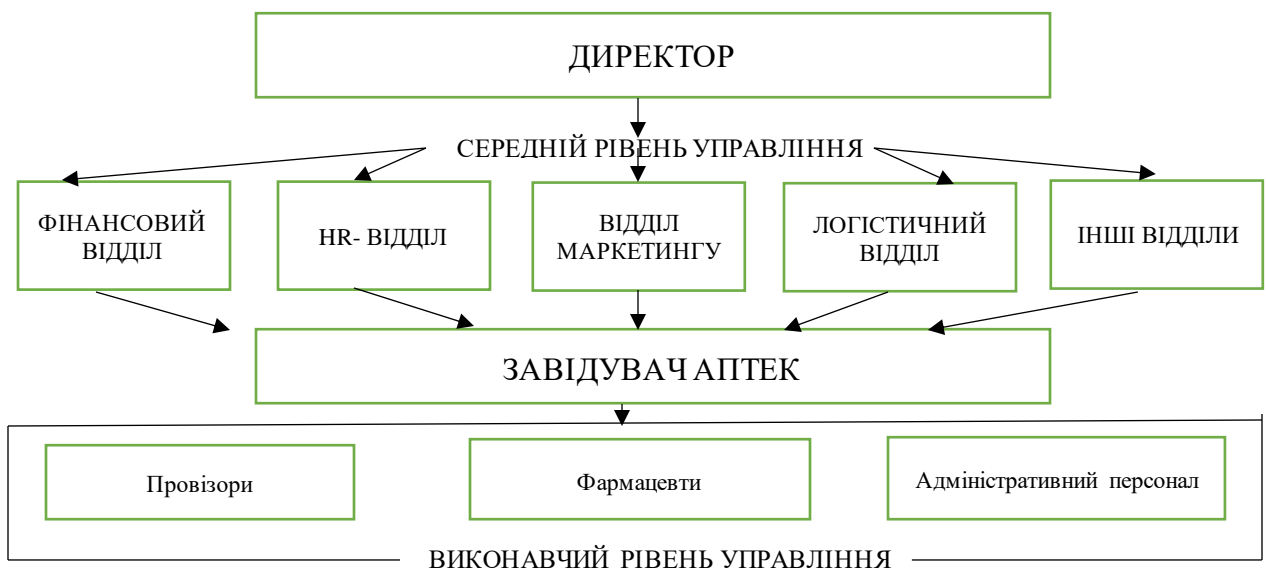 ДИРЕКТОР
СЕРЕДНІЙ РІВЕНЬ УПРАВЛІННЯ
ФІНАНСОВИЙ
ВІДДІЛ
HR- ВІДДІЛ
ВІДДІЛ
МАРКЕТИНГУ
ЛОГІСТИЧНИЙ
ВІДДІЛ
ІНШІ ВІДДІЛИ
ЗАВІДУВАЧ АПТЕК
Провізори
Фармацевти
Адміністративний персонал
ВИКОНАВЧИЙ РІВЕНЬ УПРАВЛІННЯ